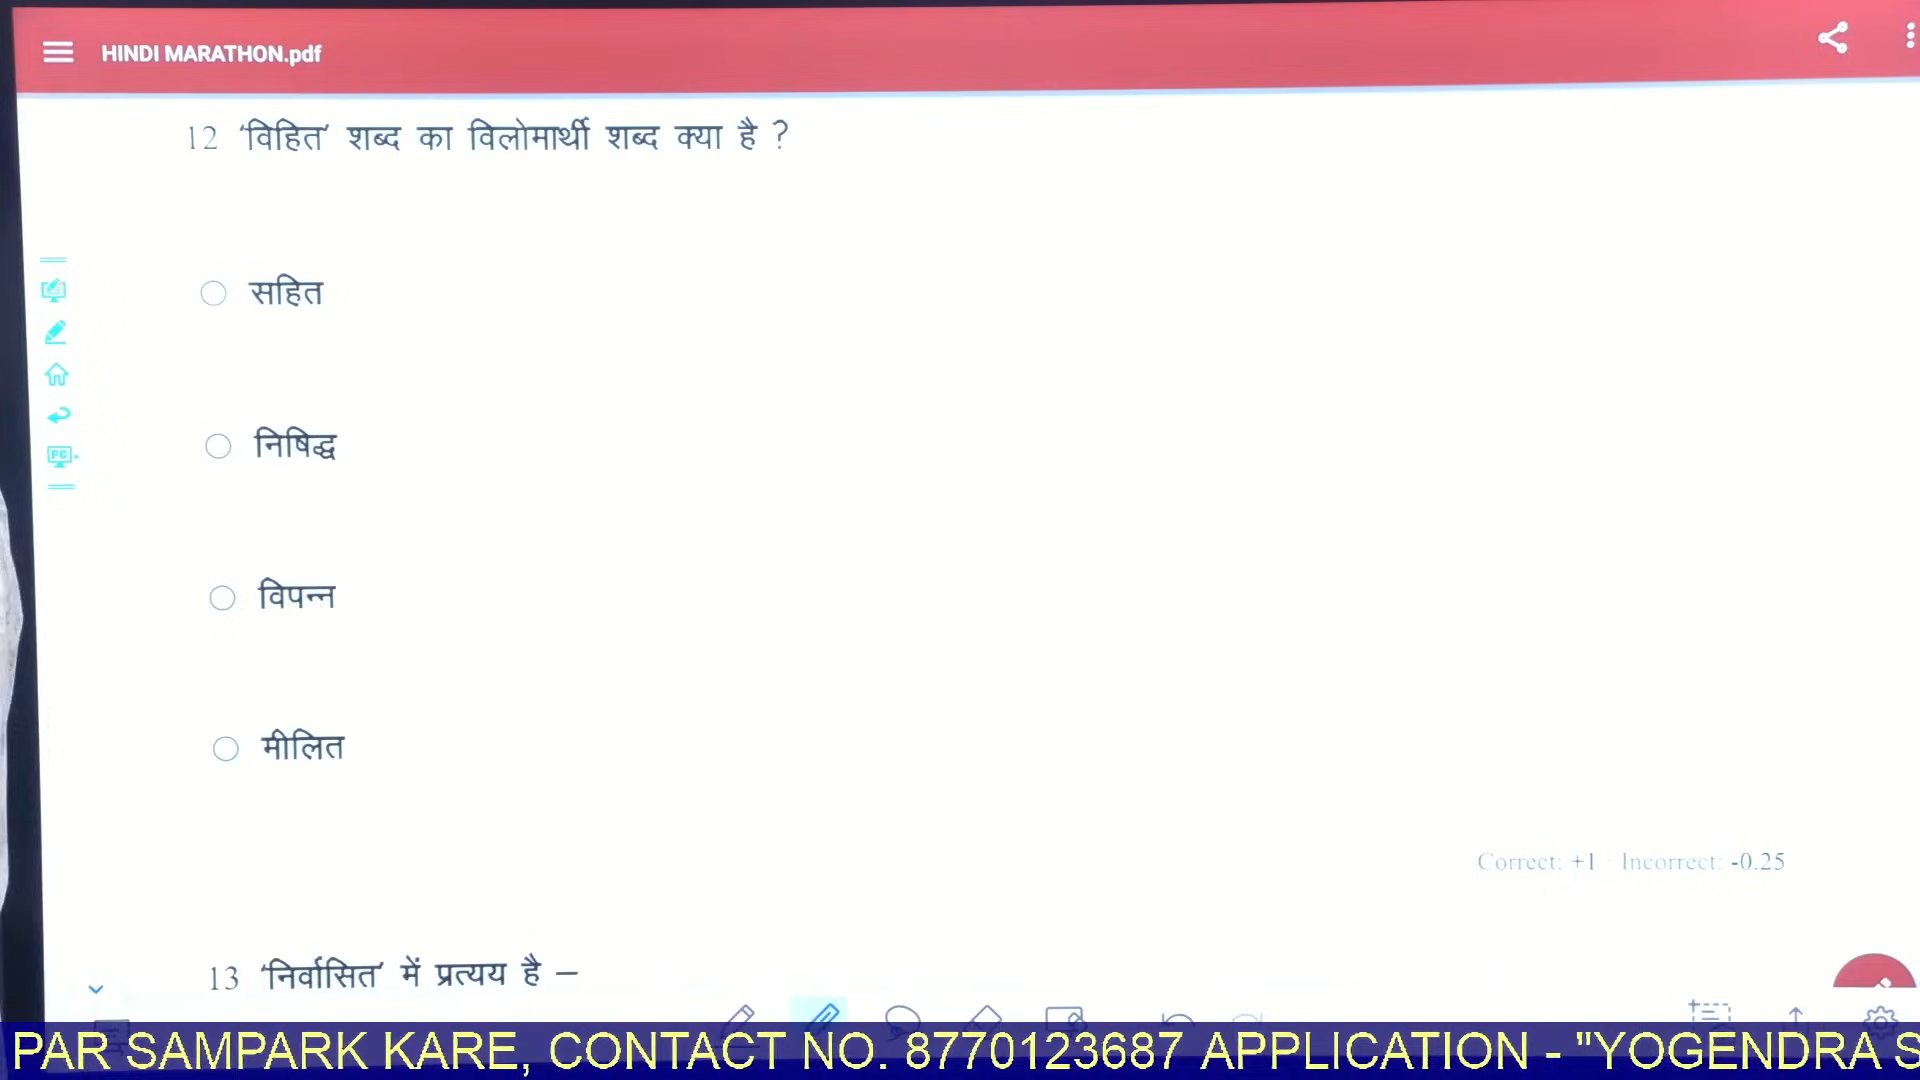 HINDI MARATHON.pdf
12 'विहित' शब्द का विलोमार्थी शब्द क्या है ?
सहित
निषिद्ध
विपन्न
मीलित
Correct: +1 · Incorrect: -0.25
13 'निर्वासित' में प्रत्यय है –
PAR SAMPARK KARE, CONTACT NO. 8770123687 APPLICATION - "YOGENDRA S